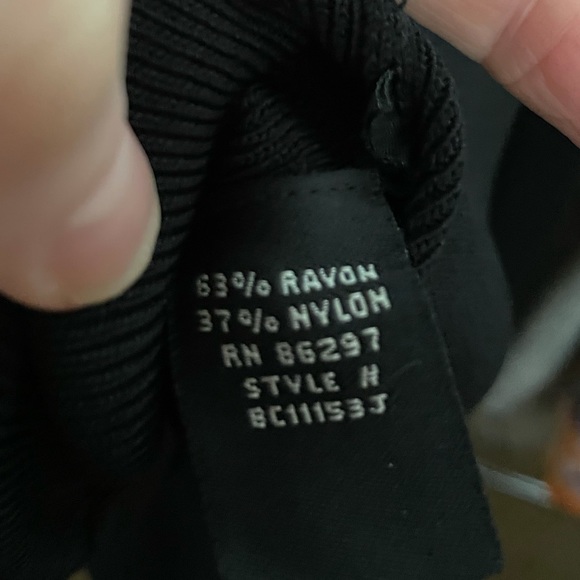 63% RAYON
37% NYLON
RN 86297
STYLE #
BC11153J